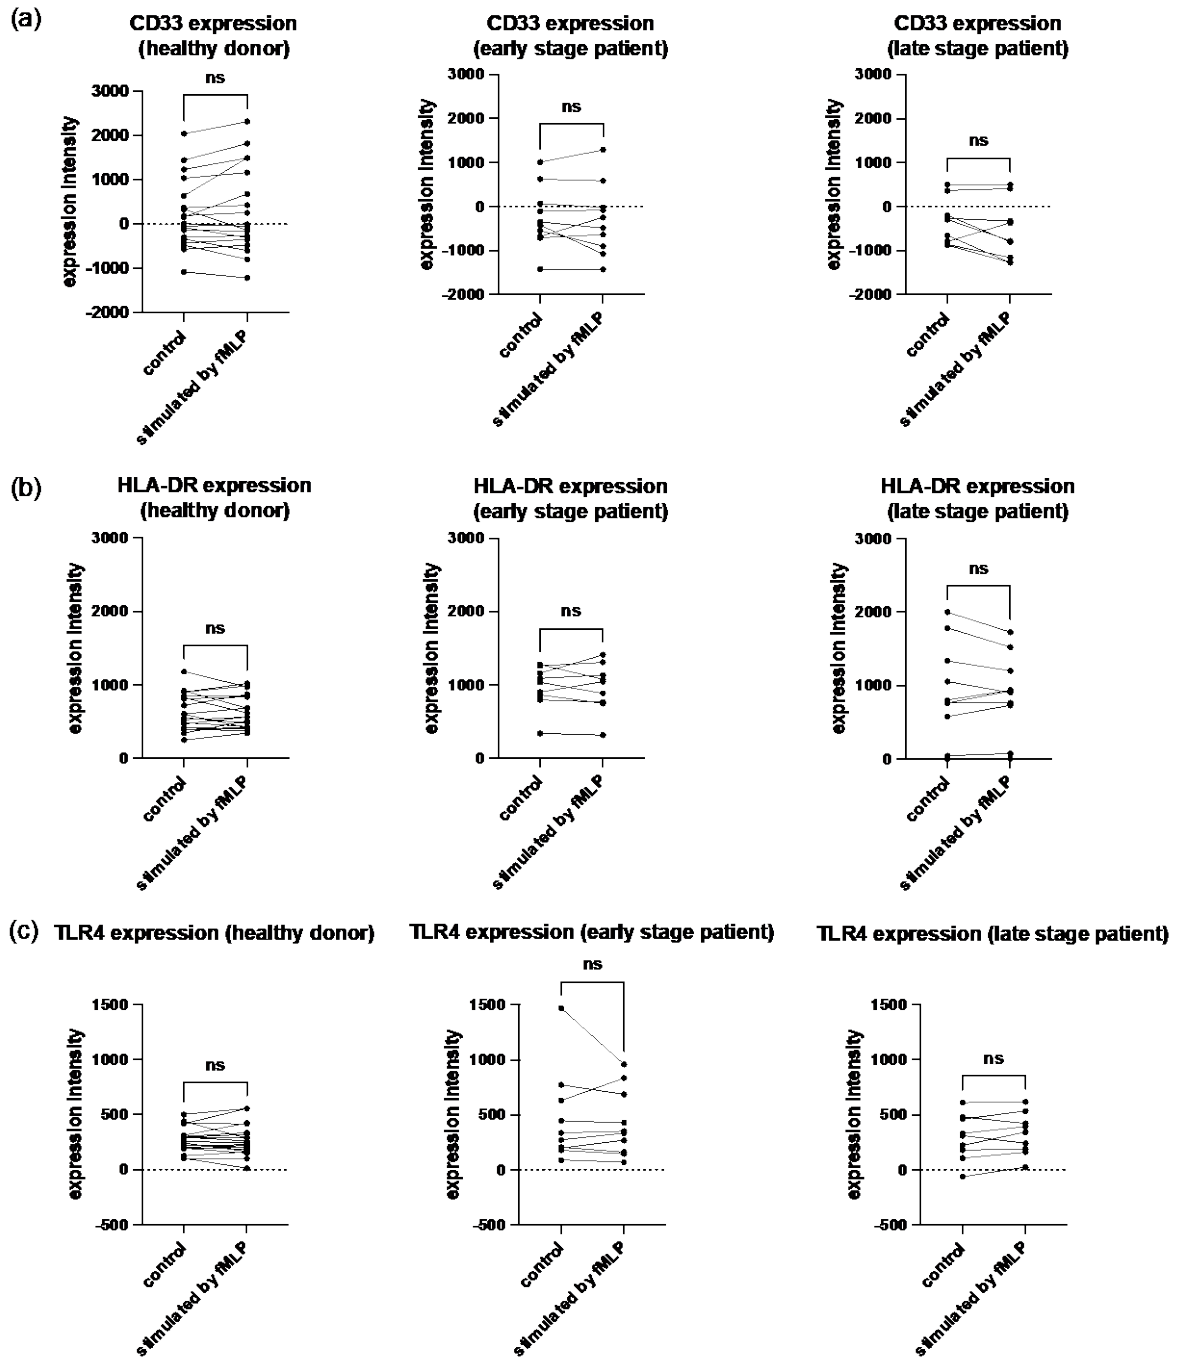 (a)
CD33 expression
(healthy donor)
CD33 expression
(early stage patient)
CD33 expression
(late stage patient)
expression intensity
3000
2000
1000
0
-1000
-2000
ns
control
stimulated by fMLP
expression intensity
3000
2000
1000
0
-1000
-2000
ns
control
stimulated by fMLP
expression intensity
3000
2000
1000
0
-1000
-2000
ns
control
stimulated by fMLP
(b)
HLA-DR expression
(healthy donor)
HLA-DR expression
(early stage patient)
HLA-DR expression
(late stage patient)
expression intensity
3000
2000
1000
0
ns
control
stimulated by fMLP
expression intensity
3000
2000
1000
0
ns
control
stimulated by fMLP
expression intensity
3000
2000
1000
0
ns
control
stimulated by fMLP
(c)
TLR4 expression (healthy donor)
TLR4 expression (early stage patient)
TLR4 expression (late stage patient)
expression intensity
1500
1000
500
0
-500
ns
control
stimulated by fMLP
expression intensity
1500
1000
500
0
-500
ns
control
stimulated by fMLP
expression intensity
1500
1000
500
0
-500
ns
control
stimulated by fMLP